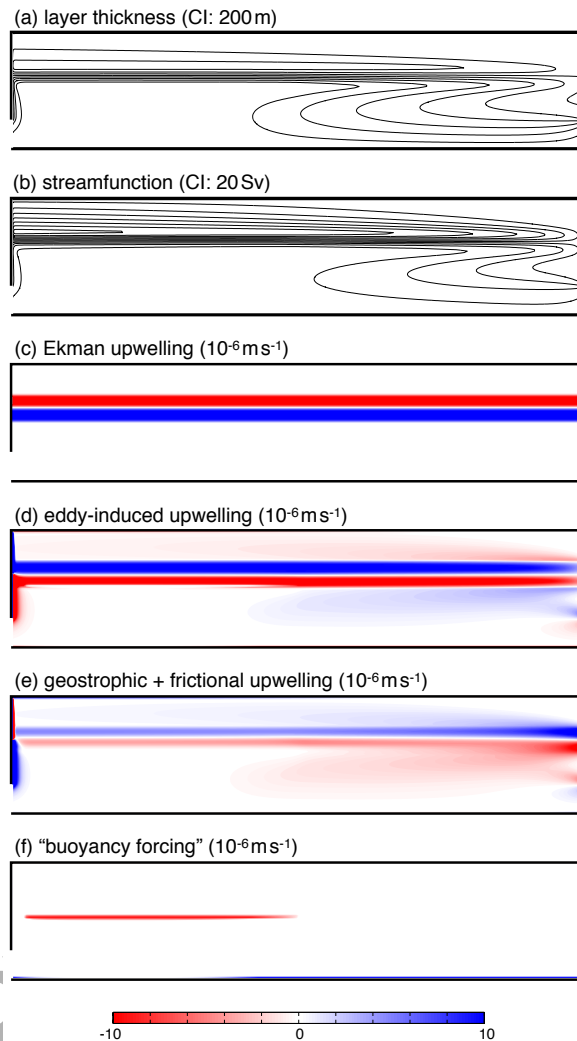 (a) layer thickness (CI: 200 m)
(b) streamfunction (CI: 20 Sv)
(c) Ekman upwelling (10⁻⁶ m s⁻¹)
(d) eddy-induced upwelling (10⁻⁶ m s⁻¹)
(e) geostrophic + frictional upwelling (10⁻⁶ m s⁻¹)
(f) “buoyancy forcing” (10⁻⁶ m s⁻¹)
-10 0 10